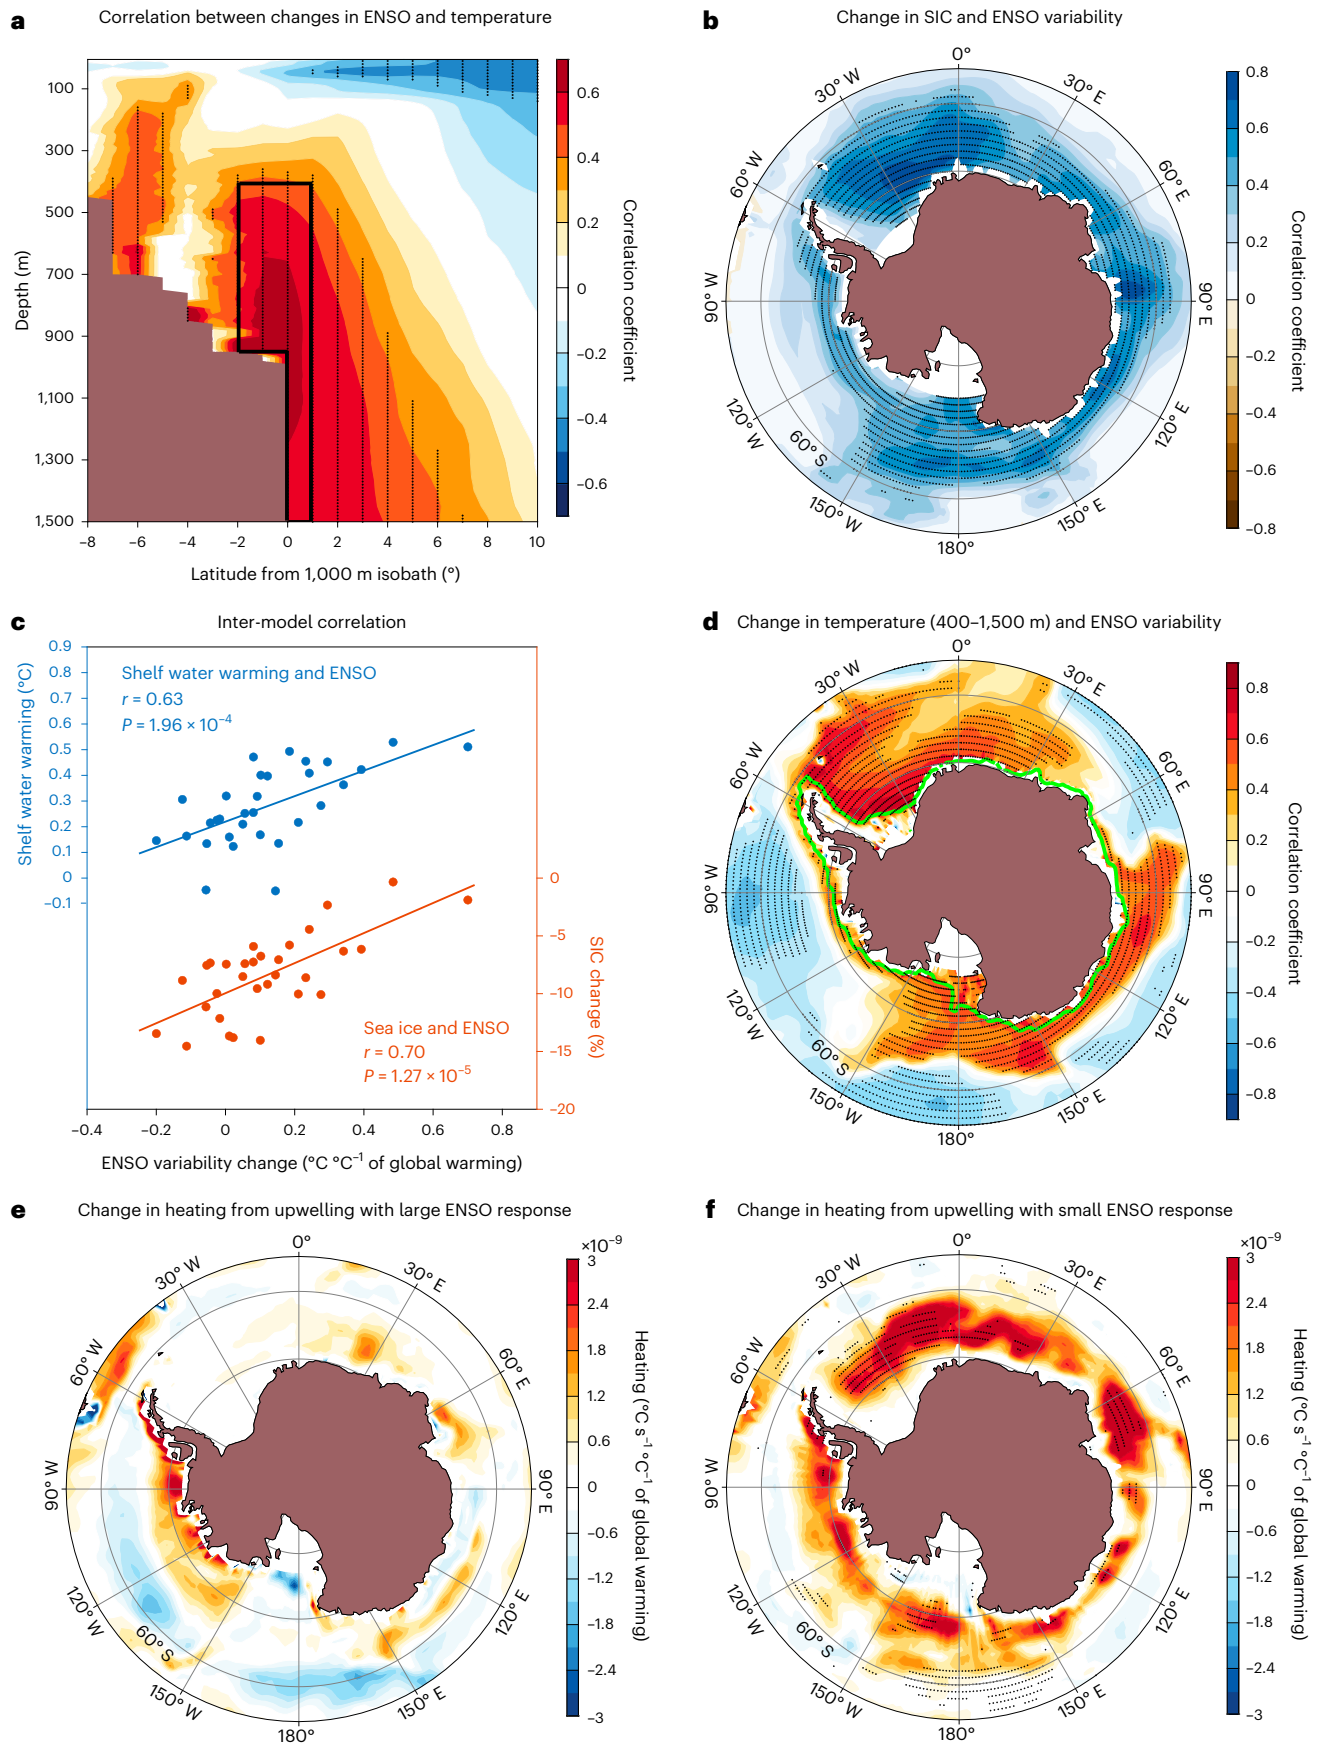 a
Correlation between changes in ENSO and temperature
100
300
500
700
900
1,100
1,300
1,500
Depth (m)
–8
–6
–4
–2
0
2
4
6
8
10
Latitude from 1,000 m isobath (°)
0.6
0.4
0.2
0
–0.2
–0.4
–0.6
Correlation coefficient
b
Change in SIC and ENSO variability
0°
30° E
60° E
90° E
120° E
150° E
180°
150° W
120° W
90° W
60° W
30° W
60° S
0.8
0.6
0.4
0.2
0
–0.2
–0.4
–0.6
–0.8
Correlation coefficient
c
Inter-model correlation
0.9
0.8
0.7
0.6
0.5
0.4
0.3
0.2
0.1
0
–0.1
Shelf water warming (°C)
Shelf water warming and ENSO
r = 0.63
P = 1.96 × 10⁻⁴
Sea ice and ENSO
r = 0.70
P = 1.27 × 10⁻⁵
0
–5
–10
–15
–20
SIC change (%)
–0.4
–0.2
0
0.2
0.4
0.6
0.8
ENSO variability change (°C °C⁻¹ of global warming)
d
Change in temperature (400–1,500 m) and ENSO variability
0°
30° E
60° E
90° E
120° E
150° E
180°
150° W
120° W
90° W
60° W
30° W
60° S
0.8
0.6
0.4
0.2
0
–0.2
–0.4
–0.6
–0.8
Correlation coefficient
e
Change in heating from upwelling with large ENSO response
0°
30° E
60° E
90° E
120° E
150° E
180°
150° W
120° W
90° W
60° W
30° W
60° S
×10⁻⁹
3
2.4
1.8
1.2
0.6
0
–0.6
–1.2
–1.8
–2.4
–3
Heating (°C s⁻¹ °C⁻¹ of global warming)
f
Change in heating from upwelling with small ENSO response
0°
30° E
60° E
90° E
120° E
150° E
180°
150° W
120° W
90° W
60° W
30° W
60° S
×10⁻⁹
3
2.4
1.8
1.2
0.6
0
–0.6
–1.2
–1.8
–2.4
–3
Heating (°C s⁻¹ °C⁻¹ of global warming)